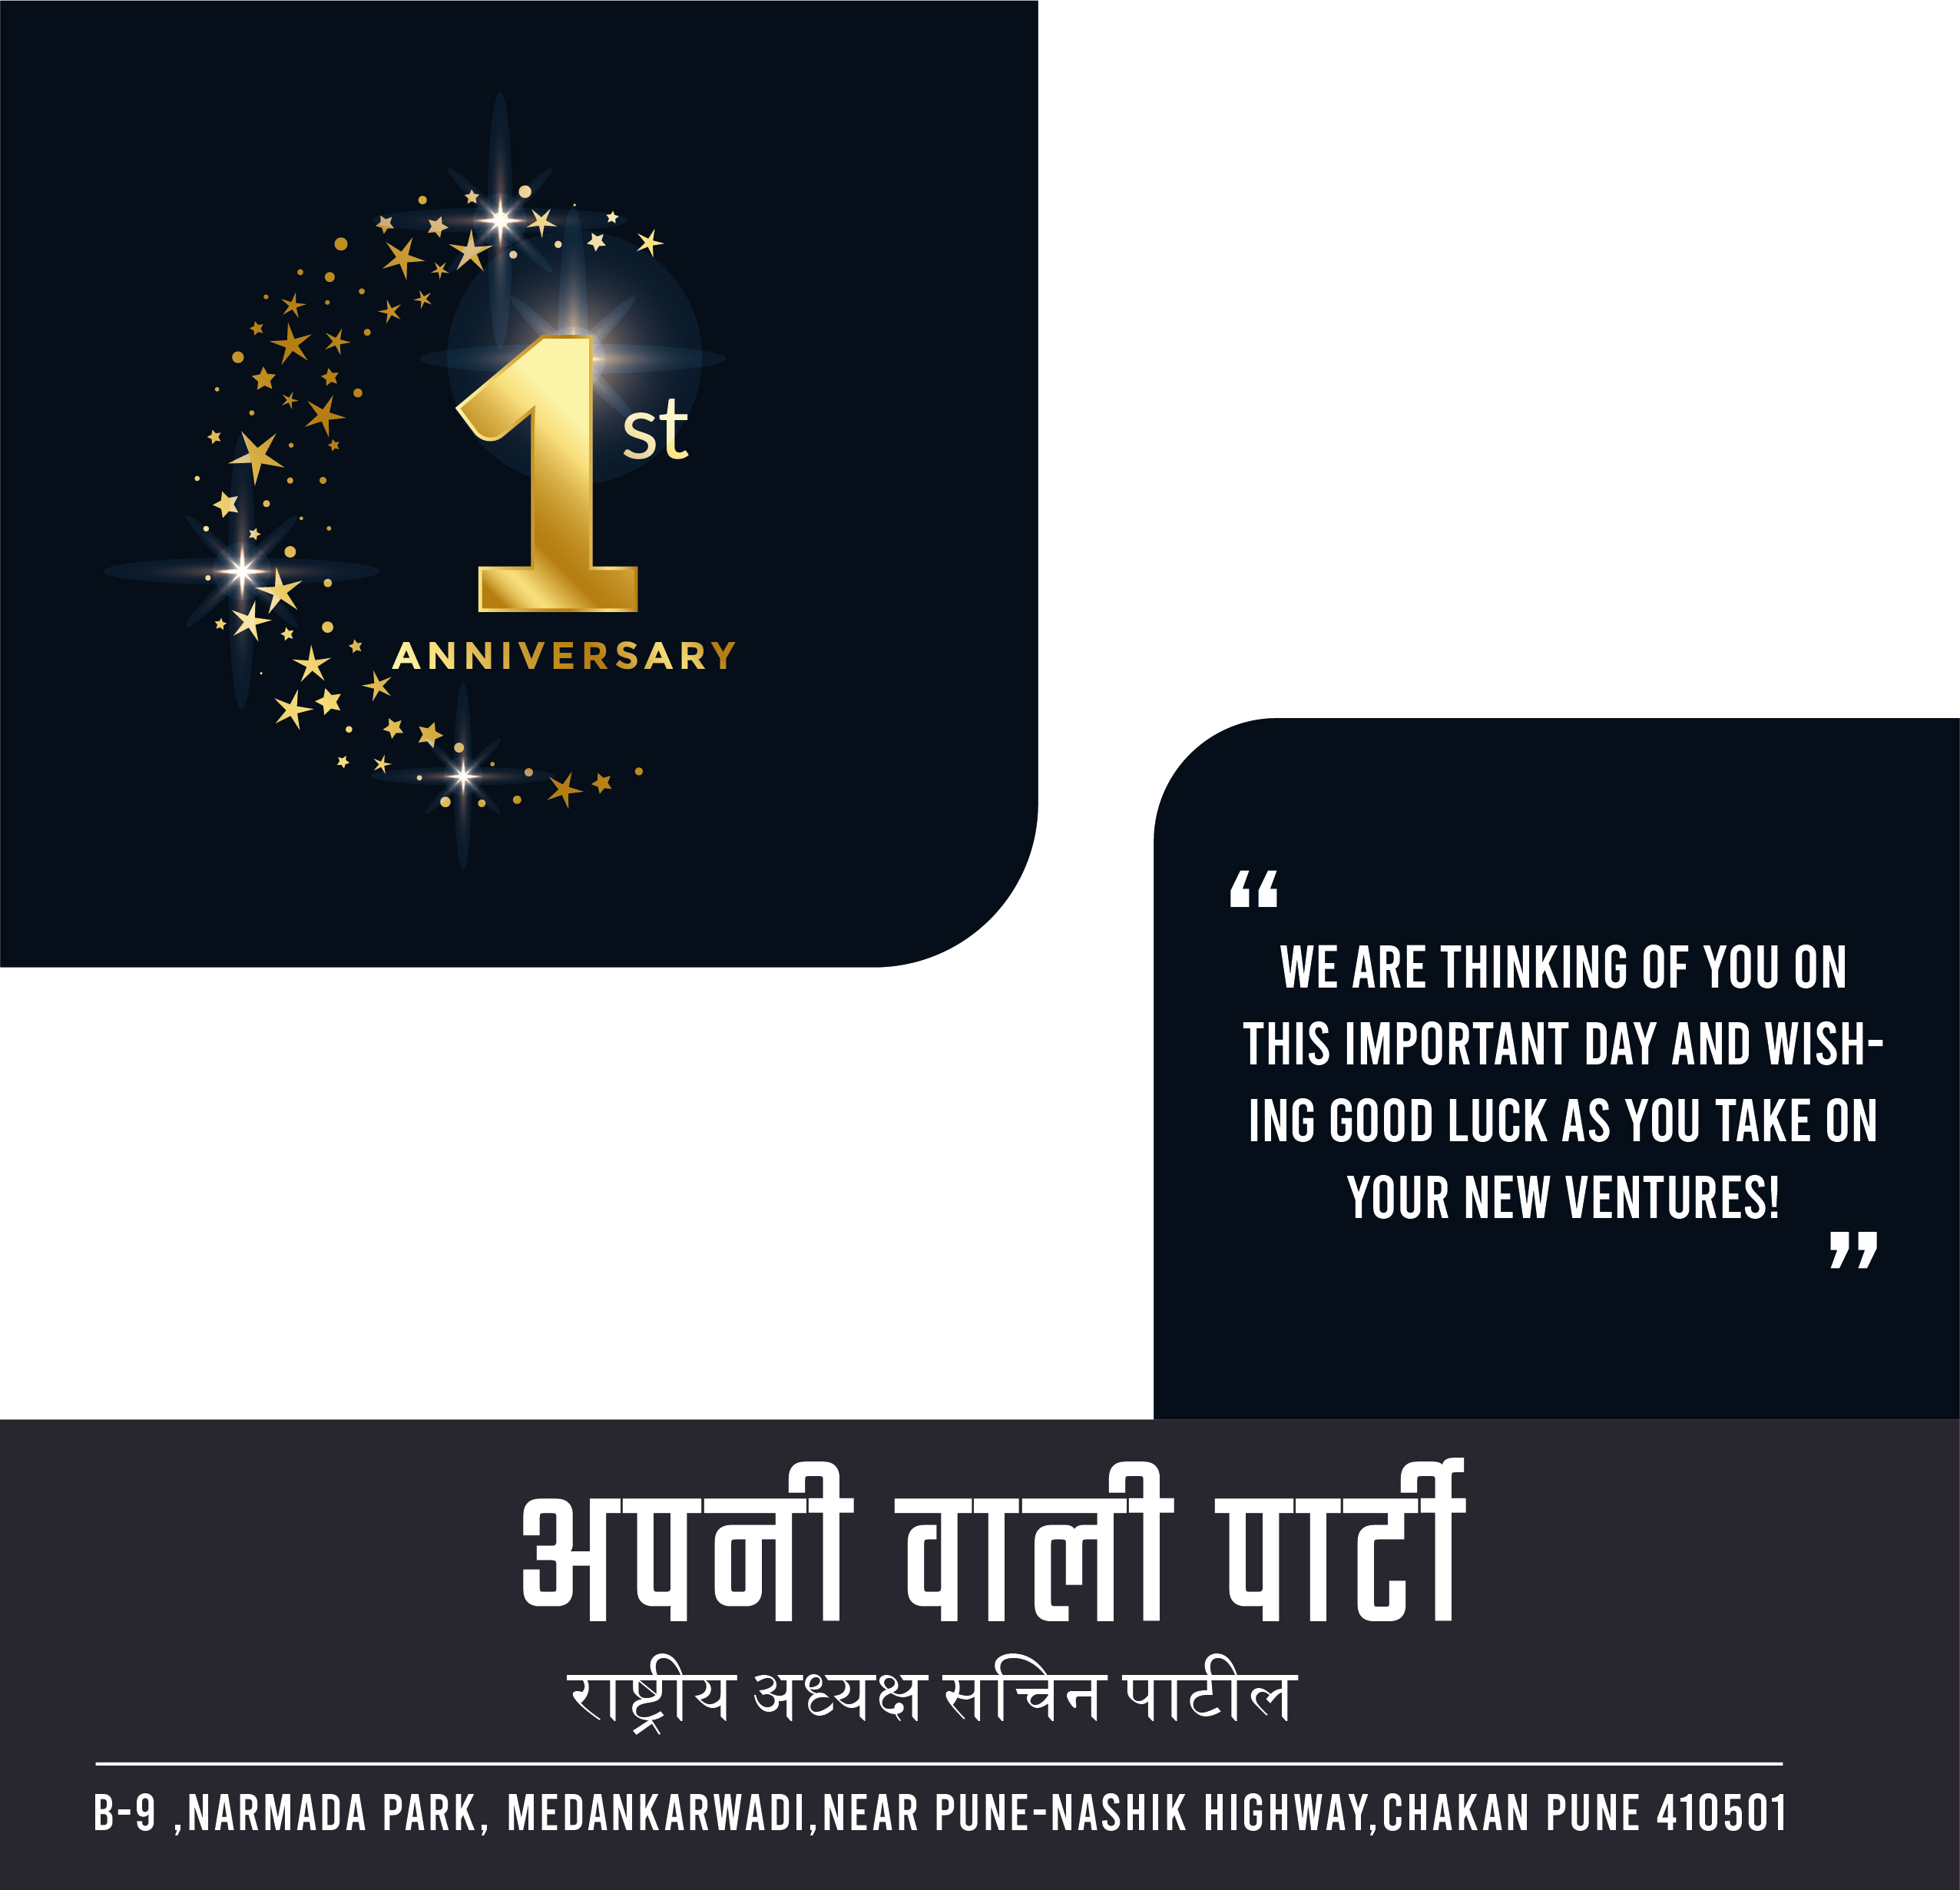 1st
ANNIVERSARY
“
WE ARE THINKING OF YOU ON
THIS IMPORTANT DAY AND WISH-
ING GOOD LUCK AS YOU TAKE ON
YOUR NEW VENTURES!
”
अपनी वाली पार्टी
राष्ट्रीय अध्यक्ष सचिन पाटील
B-9 ,NARMADA PARK, MEDANKARWADI,NEAR PUNE-NASHIK HIGHWAY,CHAKAN PUNE 410501